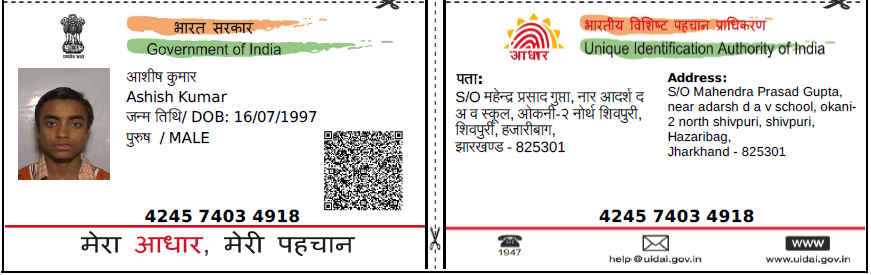 भारत सरकार
Government of India
आशीष कुमार
Ashish Kumar
जन्म तिथि/ DOB: 16/07/1997
पुरुष / MALE
4245 7403 4918
मेरा आधार, मेरी पहचान
आधार
भारतीय विशिष्ट पहचान प्राधिकरण
Unique Identification Authority of India
पता:
S/O महेन्द्र प्रसाद गुप्ता, नार आदर्श द
अ व स्कूल, ओकनी-२ नोर्थ शिवपुरी,
शिवपुरी, हजारीबाग,
झारखण्ड - 825301
Address:
S/O Mahendra Prasad Gupta,
near adarsh d a v school, okani-
2 north shivpuri, shivpuri,
Hazaribag,
Jharkhand - 825301
4245 7403 4918
1947
help@uidai.gov.in
www
www.uidai.gov.in